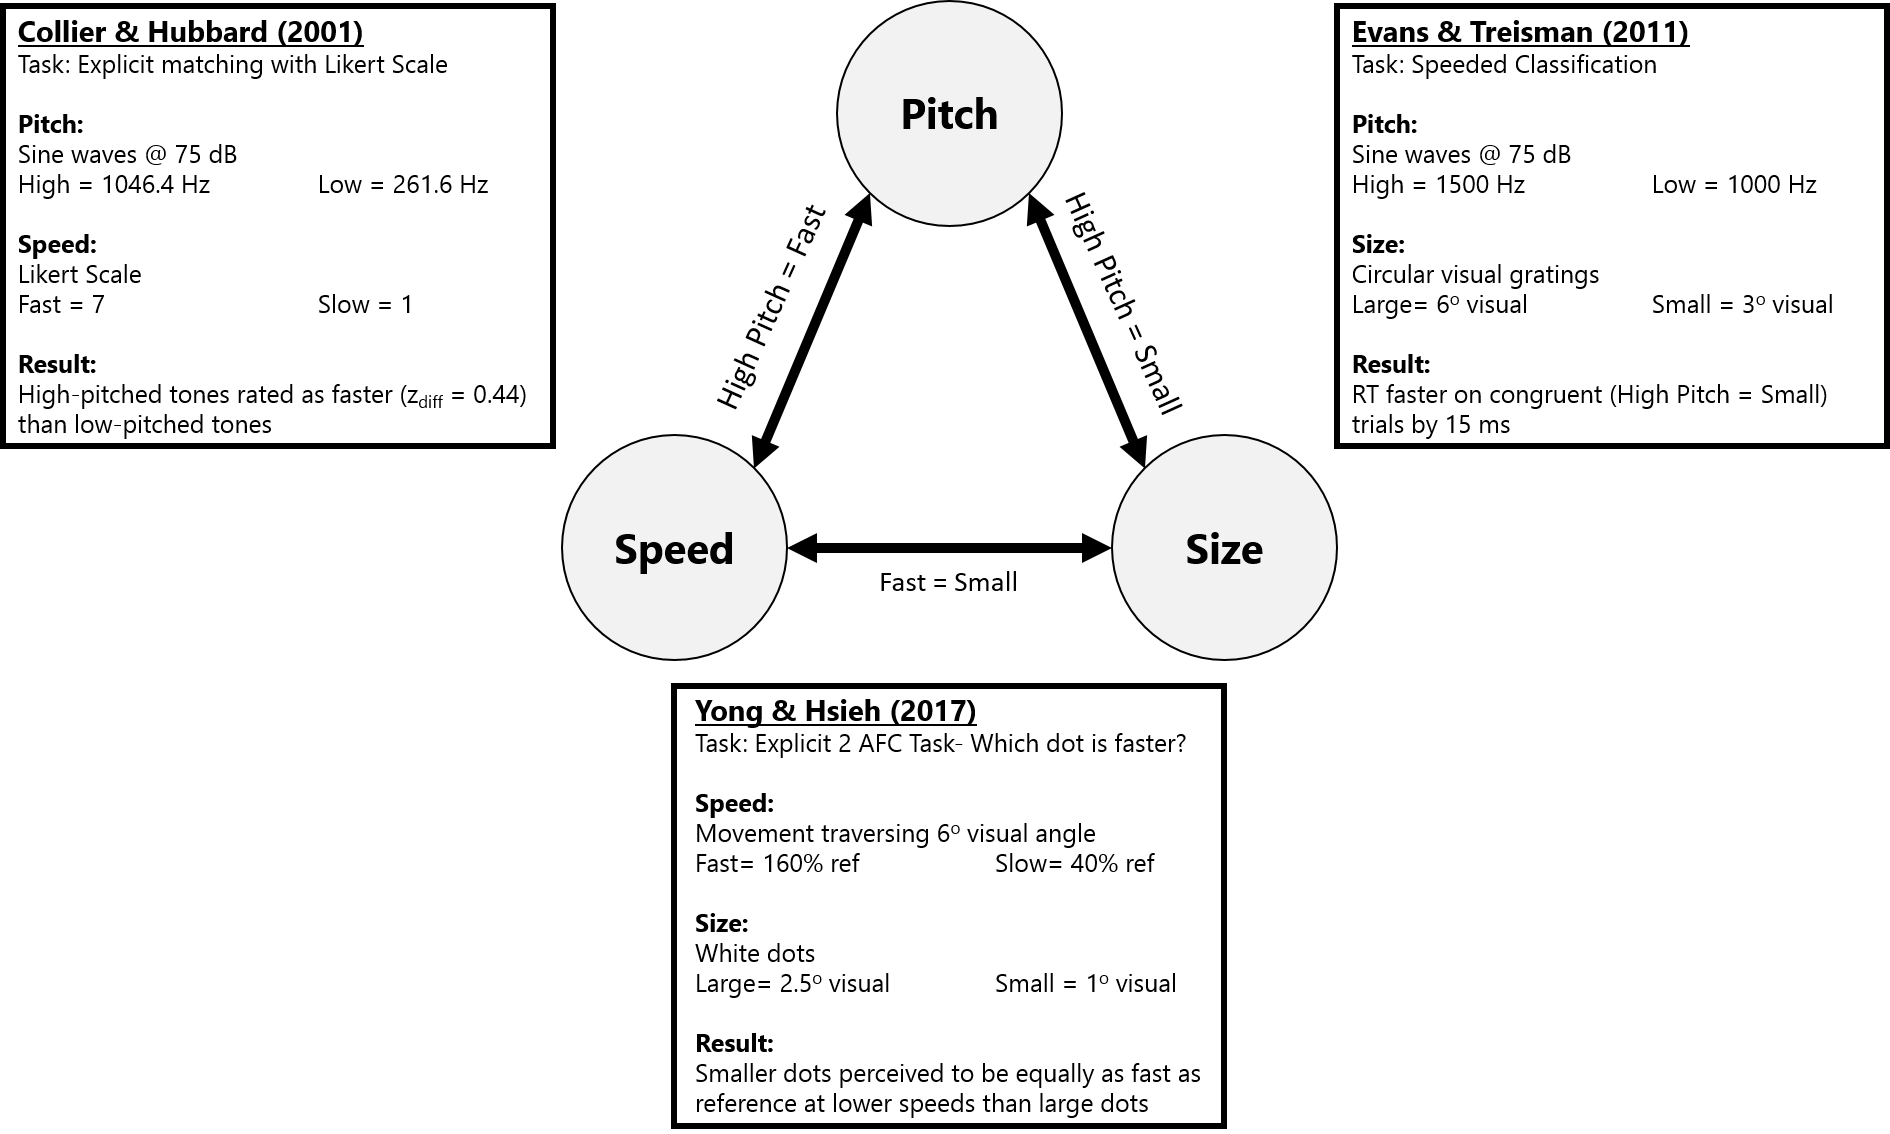 Collier & Hubbard (2001)
Task: Explicit matching with Likert Scale
Pitch:
Sine waves @ 75 dB
High = 1046.4 Hz Low = 261.6 Hz
Speed:
Likert Scale
Fast = 7 Slow = 1
Result:
High-pitched tones rated as faster (zdiff = 0.44)
than low-pitched tones
Pitch
High Pitch = Fast
High Pitch = Small
Speed
Size
Fast = Small
Evans & Treisman (2011)
Task: Speeded Classification
Pitch:
Sine waves @ 75 dB
High = 1500 Hz Low = 1000 Hz
Size:
Circular visual gratings
Large= 6º visual Small = 3º visual
Result:
RT faster on congruent (High Pitch = Small)
trials by 15 ms
Yong & Hsieh (2017)
Task: Explicit 2 AFC Task- Which dot is faster?
Speed:
Movement traversing 6º visual angle
Fast= 160% ref Slow= 40% ref
Size:
White dots
Large= 2.5º visual Small = 1º visual
Result:
Smaller dots perceived to be equally as fast as
reference at lower speeds than large dots